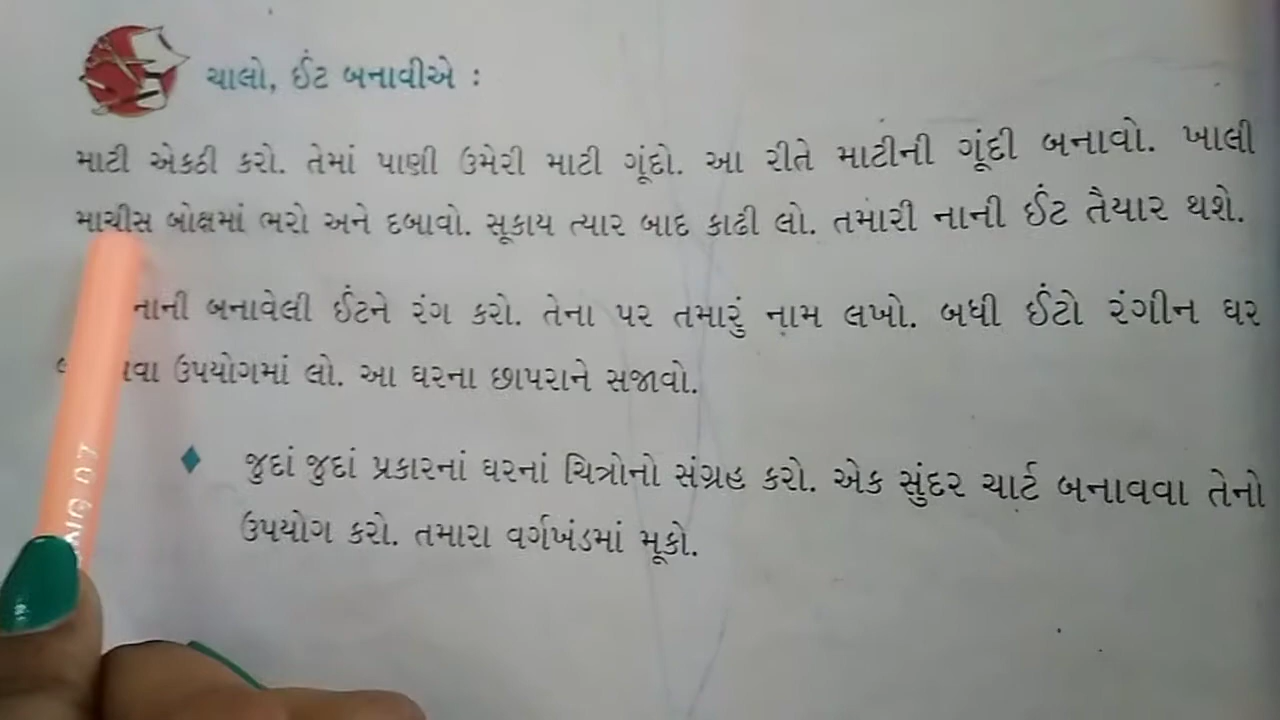 ચાલો, ઈંટ બનાવીએ :
માટી એકઠી કરો. તેમાં પાણી ઉમેરી માટી ગૂંદો. આ રીતે માટીની ગૂંદી બનાવો. ખાલી
માચીસ બોક્ષમાં ભરો અને દબાવો. સૂકાય ત્યાર બાદ કાઢી લો. તમારી નાની ઈંટ તૈયાર થશે.
નાની બનાવેલી ઈંટને રંગ કરો. તેના પર તમારું નામ લખો. બધી ઈંટો રંગીન ઘર
ઉપયોગમાં લો. આ ઘરના છાપરાને સજાવો.
જુદાં જુદાં પ્રકારનાં ઘરનાં ચિત્રોનો સંગ્રહ કરો. એક સુંદર ચાર્ટ બનાવવા તેનો
ઉપયોગ કરો. તમારા વર્ગખંડમાં મૂકો.